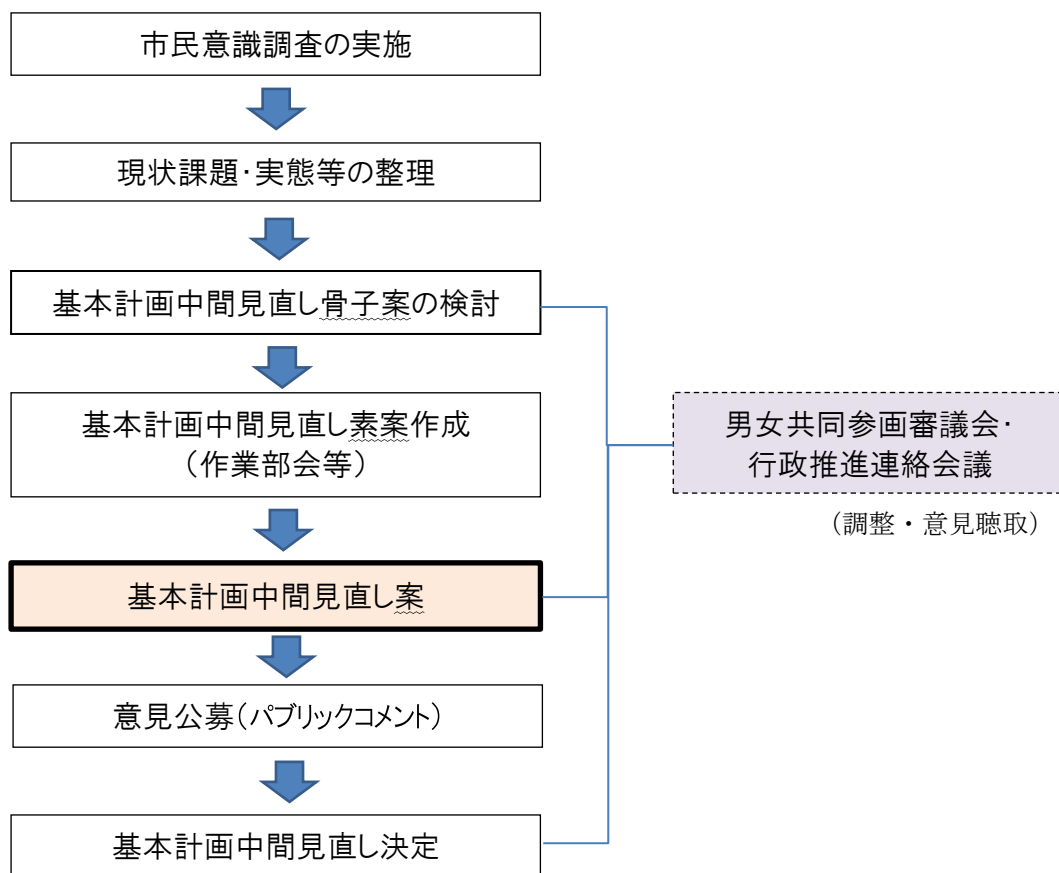 市民意識調査の実施
現状課題･実態等の整理
基本計画中間見直し骨子案の検討
基本計画中間見直し素案作成
（作業部会等）
男女共同参画審議会･
行政推進連絡会議
（調整・意見聴取）
基本計画中間見直し案
意見公募（パブリックコメント）
基本計画中間見直し決定